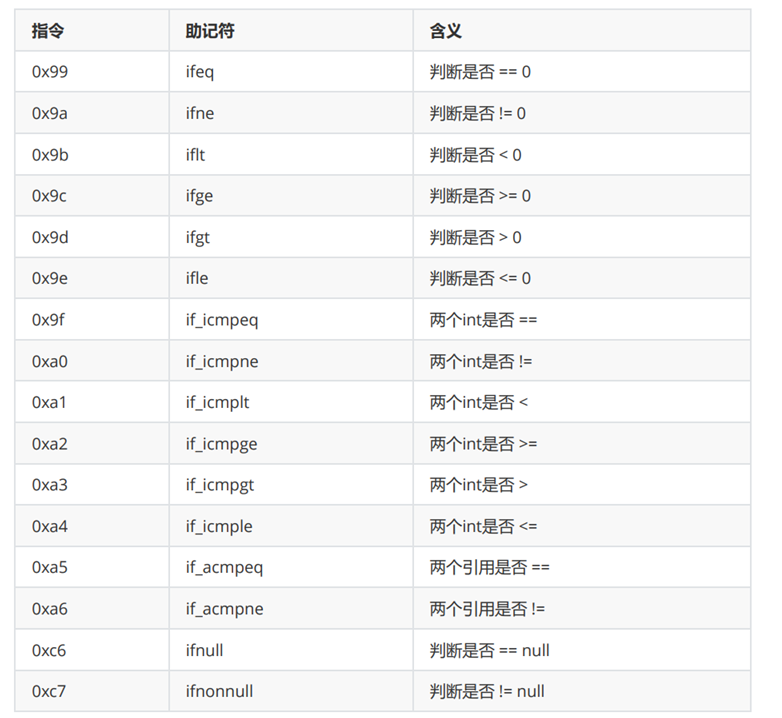 指令 助记符 含义
0x99 ifeq 判断是否 == 0
0x9a ifne 判断是否 != 0
0x9b iflt 判断是否 < 0
0x9c ifge 判断是否 >= 0
0x9d ifgt 判断是否 > 0
0x9e ifle 判断是否 <= 0
0x9f if_icmpeq 两个int是否 ==
0xa0 if_icmpne 两个int是否 !=
0xa1 if_icmplt 两个int是否 <
0xa2 if_icmpge 两个int是否 >=
0xa3 if_icmpgt 两个int是否 >
0xa4 if_icmple 两个int是否 <=
0xa5 if_acmpeq 两个引用是否 ==
0xa6 if_acmpne 两个引用是否 !=
0xc6 ifnull 判断是否 == null
0xc7 ifnonnull 判断是否 != null